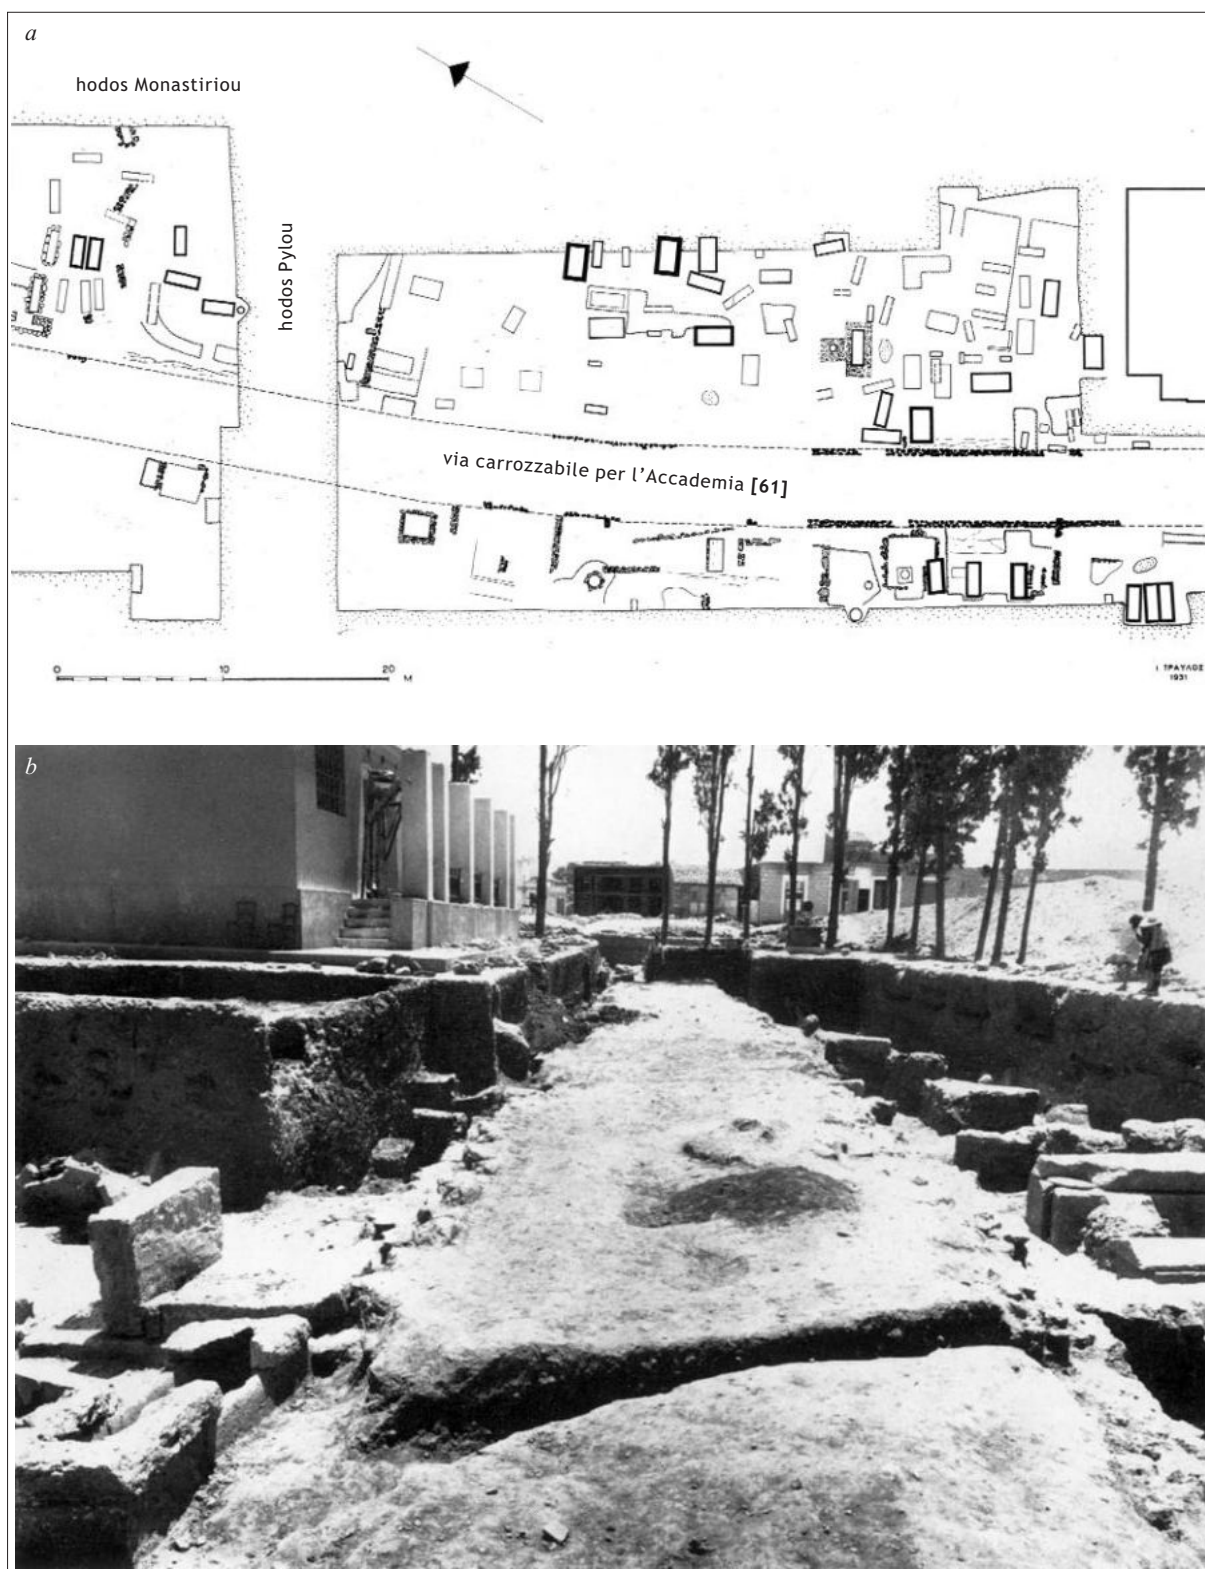 a
hodos Monastiriou
hodos Pylou
via carrozzabile per l’Accademia [61]
0 10 20 M
Ι. ΤΡΑΥΛΟΣ
1931
b